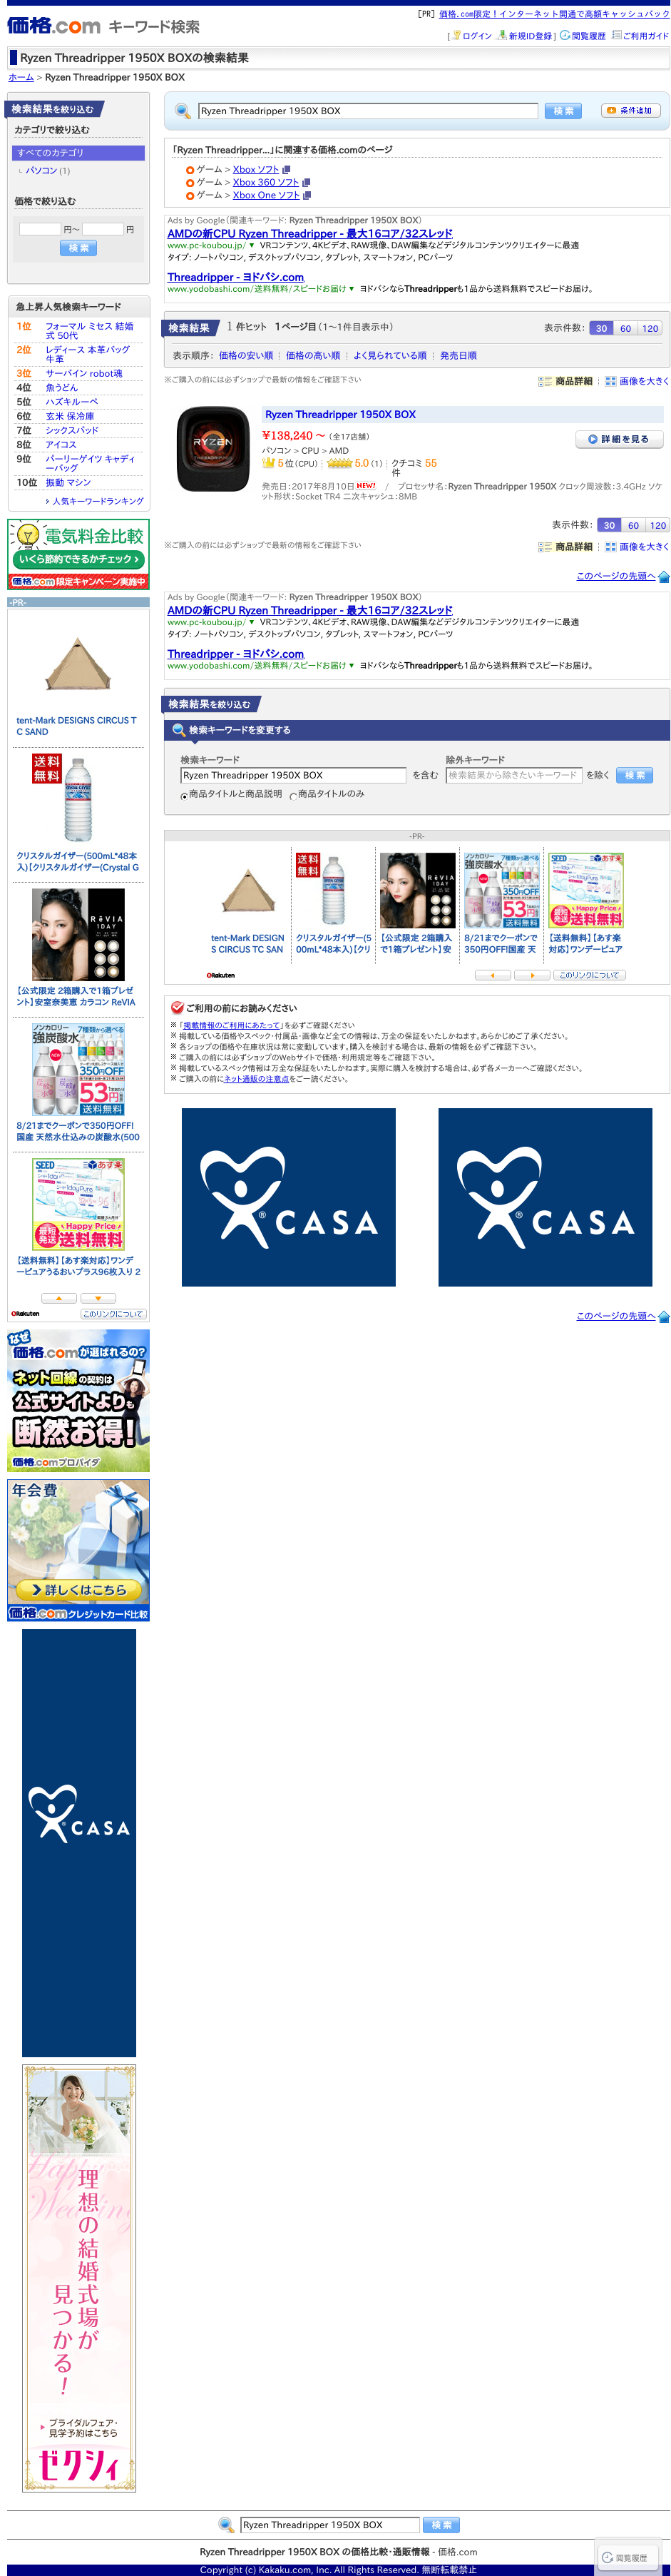 [PR] 価格.com限定！インターネット開通で高額キャッシュバック
価格.com キーワード検索
[ ログイン 新規ID登録 ] 閲覧履歴 ご利用ガイド
Ryzen Threadripper 1950X BOXの検索結果
ホーム > Ryzen Threadripper 1950X BOX
検索結果を絞り込む
カテゴリで絞り込む
すべてのカテゴリ
パソコン (1)
価格で絞り込む
円～ 円
検索
急上昇人気検索キーワード
1位 フォーマル ミセス 結婚式 50代
2位 レディース 本革バッグ 牛革
3位 サーバイン robot魂
4位 魚うどん
5位 ハズキルーペ
6位 玄米 保冷庫
7位 シックスパッド
8位 アイコス
9位 バーリーゲイツ キャディーバッグ
10位 振動 マシン
人気キーワードランキング
電気料金比較
いくら節約できるかチェック
価格.com 限定キャンペーン実施中
-PR-
tent-Mark DESIGNS CIRCUS TC SAND
送料無料
クリスタルガイザー(500mL*48本入)【クリスタルガイザー(Crystal G
ReVIA 1DAY
【公式限定 2箱購入で1箱プレゼント】安室奈美恵 カラコン ReVIA
ノンカロリー 強炭酸水 7種類から選べる
350円OFF!
53円
送料無料
8/21までクーポンで350円OFF!国産 天然水仕込みの炭酸水(500
SEED あす楽
1dayPure
Happy Price
最短発送 送料無料
【送料無料】【あす楽対応】ワンデーピュアうるおいプラス96枚入り 2
Rakuten このリンクについて
なぜ価格.comが選ばれるの?
ネット回線の契約は
公式サイトよりも
断然お得!
価格.comプロバイダ
年会費
詳しくはこちら
価格.com クレジットカード比較
CASA
Happy Wedding
理想の結婚式場が
見つかる！
ブライダルフェア・
見学予約はこちら
ゼクシィ
Ryzen Threadripper 1950X BOX 検索 条件追加
「Ryzen Threadripper...」に関連する価格.comのページ
ゲーム > Xbox ソフト
ゲーム > Xbox 360 ソフト
ゲーム > Xbox One ソフト
Ads by Google（関連キーワード: Ryzen Threadripper 1950X BOX）
AMDの新CPU Ryzen Threadripper - 最大16コア/32スレッド
www.pc-koubou.jp/ ▼ VRコンテンツ、4Kビデオ、RAW現像、DAW編集などデジタルコンテンツクリエイターに最適
タイプ: ノートパソコン, デスクトップパソコン, タブレット, スマートフォン, PCパーツ
Threadripper - ヨドバシ.com
www.yodobashi.com/送料無料/スピードお届け ▼ ヨドバシならThreadripperも1品から送料無料でスピードお届け。
検索結果 1 件ヒット 1ページ目（1～1件目表示中） 表示件数： 30 60 120
表示順序： 価格の安い順 | 価格の高い順 | よく見られている順 | 発売日順
※ご購入の前には必ずショップで最新の情報をご確認下さい 商品詳細 | 画像を大きく
RYZEN THREADRIPPER
Ryzen Threadripper 1950X BOX
¥138,240 ～ （全17店舗）
詳細を見る
パソコン > CPU > AMD
5位 (CPU) 5.0 (1) クチコミ 55件
発売日：2017年8月10日 NEW! / プロセッサ名：Ryzen Threadripper 1950X クロック周波数：3.4GHz ソケット形状：Socket TR4 二次キャッシュ：8MB
表示件数： 30 60 120
※ご購入の前には必ずショップで最新の情報をご確認下さい 商品詳細 | 画像を大きく
このページの先頭へ
Ads by Google（関連キーワード: Ryzen Threadripper 1950X BOX）
AMDの新CPU Ryzen Threadripper - 最大16コア/32スレッド
www.pc-koubou.jp/ ▼ VRコンテンツ、4Kビデオ、RAW現像、DAW編集などデジタルコンテンツクリエイターに最適
タイプ: ノートパソコン, デスクトップパソコン, タブレット, スマートフォン, PCパーツ
Threadripper - ヨドバシ.com
www.yodobashi.com/送料無料/スピードお届け ▼ ヨドバシならThreadripperも1品から送料無料でスピードお届け。
検索結果を絞り込む
検索キーワードを変更する
検索キーワード 除外キーワード
Ryzen Threadripper 1950X BOX を含む 検索結果から除きたいキーワード を除く 検索
商品タイトルと商品説明 商品タイトルのみ
-PR-
tent-Mark DESIGNS CIRCUS TC SAN
送料無料
クリスタルガイザー(500mL*48本入)【クリ
ReVIA 1DAY
【公式限定 2箱購入で1箱プレゼント】安
ノンカロリー 強炭酸水 7種類から選べる
350円OFF!
53円
送料無料
8/21までクーポンで350円OFF!国産 天
SEED あす楽
Happy Price
最短発送 送料無料
【送料無料】【あす楽対応】ワンデーピュア
Rakuten このリンクについて
ご利用の前にお読みください
※ 「掲載情報のご利用にあたって」を必ずご確認ください
※ 掲載している価格やスペック・付属品・画像など全ての情報は、万全の保証をいたしかねます。あらかじめご了承ください。
※ 各ショップの価格や在庫状況は常に変動しています。購入を検討する場合は、最新の情報を必ずご確認下さい。
※ ご購入の前には必ずショップのWebサイトで価格・利用規定等をご確認下さい。
※ 掲載しているスペック情報は万全な保証をいたしかねます。実際に購入を検討する場合は、必ず各メーカーへご確認ください。
※ ご購入の前にネット通販の注意点をご一読ください。
CASA
CASA
このページの先頭へ
Ryzen Threadripper 1950X BOX 検索
Ryzen Threadripper 1950X BOX の価格比較・通販情報 - 価格.com
閲覧履歴
Copyright (c) Kakaku.com, Inc. All Rights Reserved. 無断転載禁止